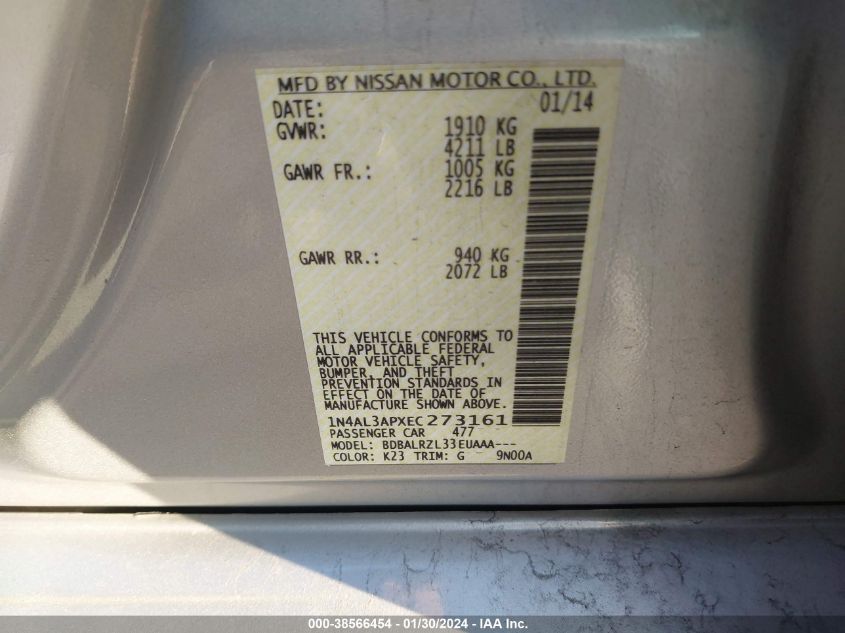 MFD BY NISSAN MOTOR CO., LTD.
DATE: 01/14
GVWR: 1910 KG
4211 LB
GAWR FR.: 1005 KG
2216 LB
GAWR RR.: 940 KG
2072 LB
THIS VEHICLE CONFORMS TO
ALL APPLICABLE FEDERAL
MOTOR VEHICLE SAFETY,
BUMPER, AND THEFT
PREVENTION STANDARDS IN
EFFECT ON THE DATE OF
MANUFACTURE SHOWN ABOVE.
1N4AL3APXEC273161
PASSENGER CAR 477
MODEL: BDBALRZL33EUAAA---
COLOR: K23 TRIM: G 9N00A
000-38566454 - 01/30/2024 - IAA Inc.